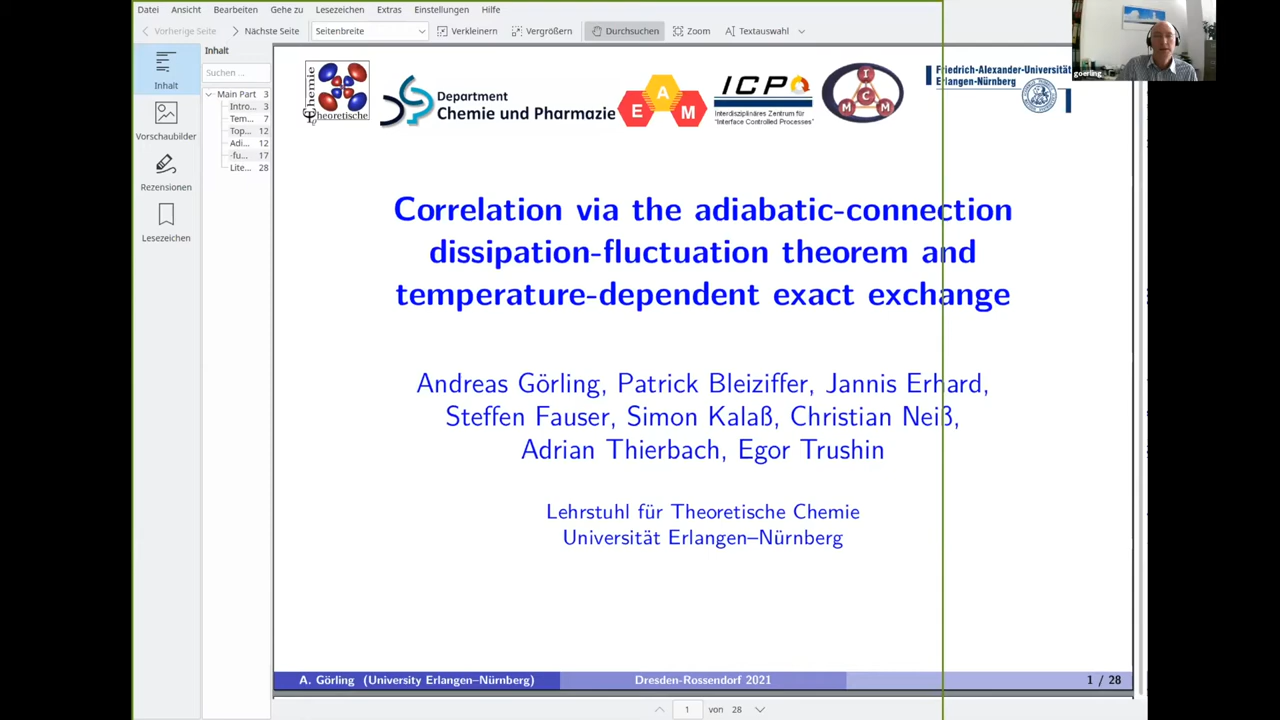 Datei Ansicht Bearbeiten Gehe zu Lesezeichen Extras Einstellungen Hilfe
Vorherige Seite Nächste Seite Seitenbreite Verkleinern Vergrößern Durchsuchen Zoom Textauswahl
Inhalt
Vorschaubilder
Rezensionen
Lesezeichen
Inhalt
Suchen ...
Main Part 3
Intro... 3
Tem... 7
Top... 12
Adi... 12
-fu... 17
Lite... 28
Chemie
Theoretische
Department
Chemie und Pharmazie
E A M
ICP
Interdisziplinäres Zentrum für
"Interface Controlled Processes"
I
C
M M
Friedrich-Alexander-Universität
Erlangen-Nürnberg
goerling
Correlation via the adiabatic-connection
dissipation-fluctuation theorem and
temperature-dependent exact exchange
Andreas Görling, Patrick Bleiziffer, Jannis Erhard,
Steffen Fauser, Simon Kalaß, Christian Neiß,
Adrian Thierbach, Egor Trushin
Lehrstuhl für Theoretische Chemie
Universität Erlangen–Nürnberg
A. Görling (University Erlangen–Nürnberg) Dresden-Rossendorf 2021 1 / 28
1 von 28